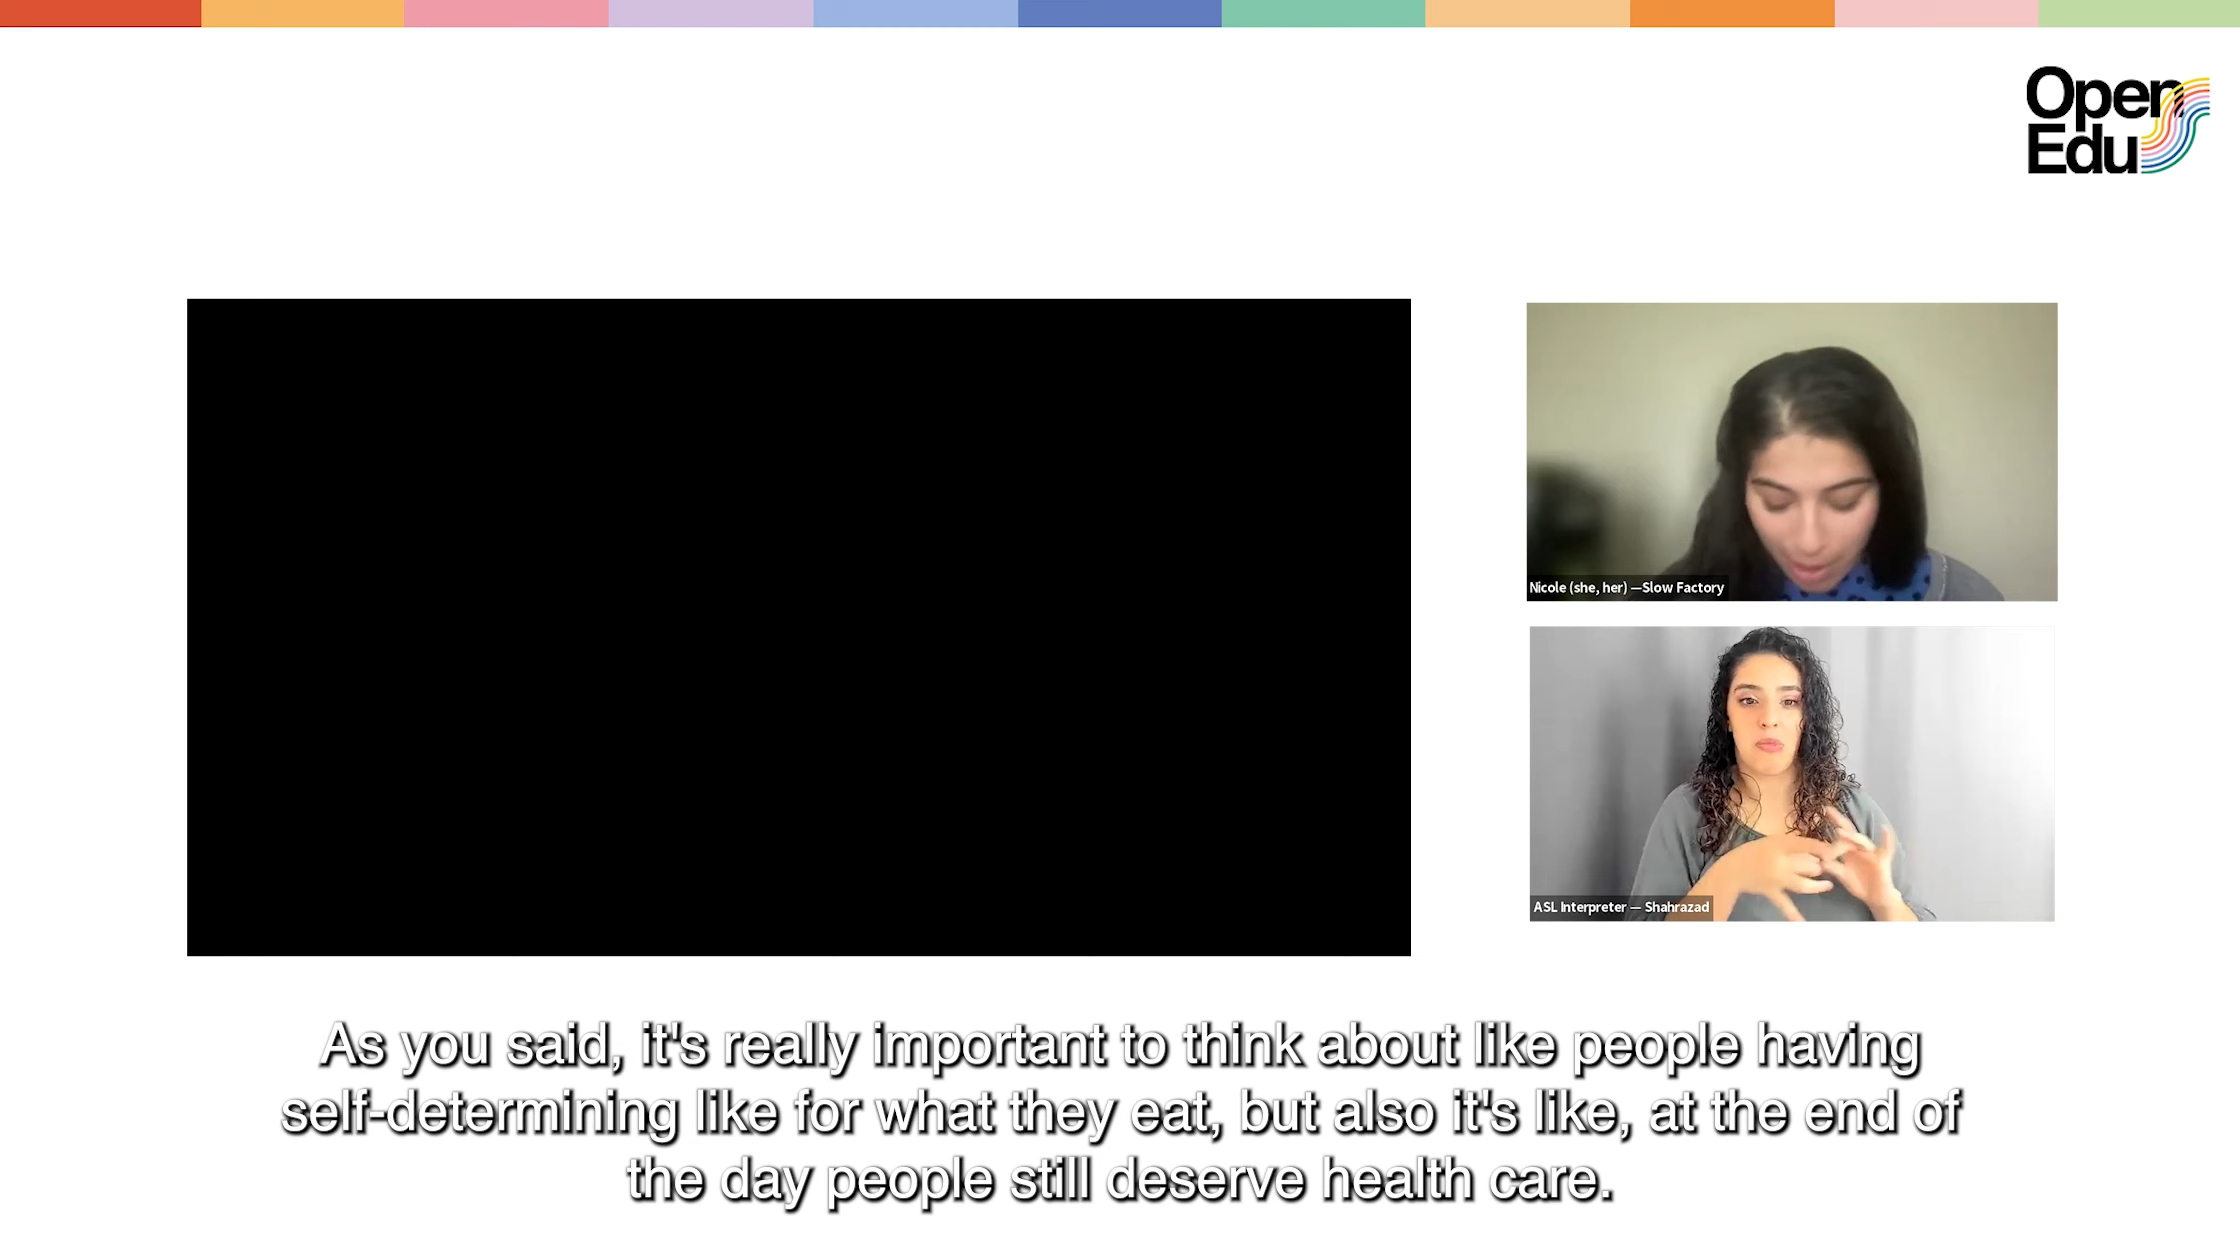 Open
Edu
Nicole (she, her) —Slow Factory
ASL Interpreter — Shahrazad
As you said, it's really important to think about like people having
self-determining like for what they eat, but also it's like, at the end of
the day people still deserve health care.